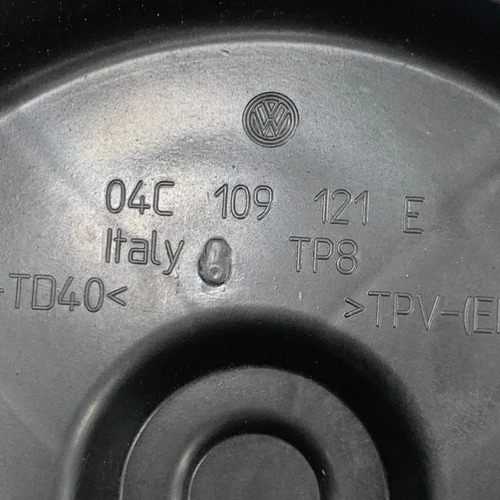 04C 109 121 E
Italy TP8
-TD40< >TPV-(E